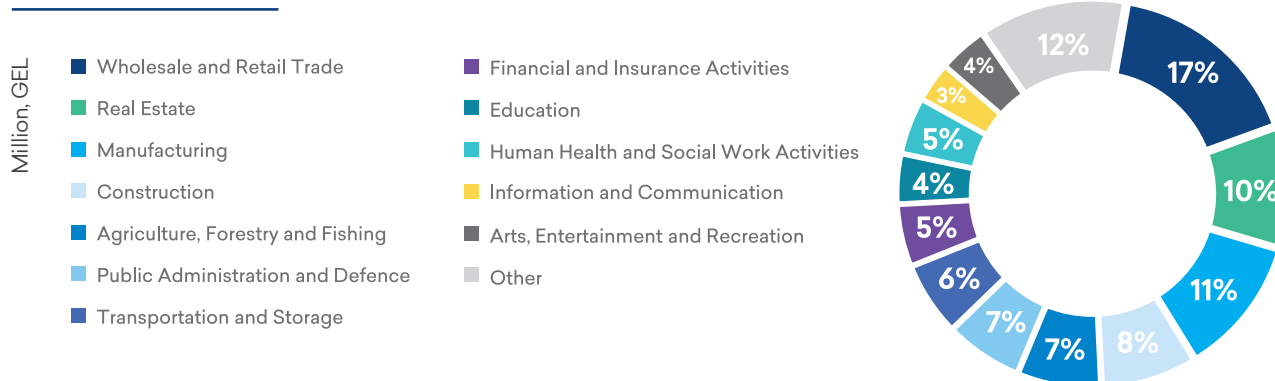 Million, GEL
Wholesale and Retail Trade
Real Estate
Manufacturing
Construction
Agriculture, Forestry and Fishing
Public Administration and Defence
Transportation and Storage
Financial and Insurance Activities
Education
Human Health and Social Work Activities
Information and Communication
Arts, Entertainment and Recreation
Other
17%
10%
11%
8%
7%
7%
6%
5%
4%
5%
3%
4%
12%